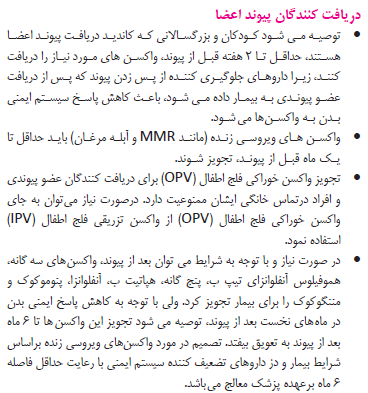 دریافت کنندگان پیوند اعضا
• توصیه می شود کودکان و بزرگسالانی که کاندید دریافت پیوند اعضا
هستند، حداقل تا ۲ هفته قبل از پیوند، واکسن های مورد نیاز را دریافت
کنند، زیرا داروهای جلوگیری کننده از پس زدن پیوند که پس از دریافت
عضو پیوندی به بیمار داده می شود، باعث کاهش پاسخ سیستم ایمنی
بدن به واکسن‌ها می شود.
• واکسن های ویروسی زنده (مانند MMR و آبله مرغان) باید حداقل تا
یک ماه قبل از پیوند، تجویز شوند.
• تجویز واکسن خوراکی فلج اطفال (OPV) برای دریافت کنندگان عضو پیوندی
و افراد درتماس خانگی ایشان ممنوعیت دارد. درصورت نیاز می‌توان به جای
واکسن خوراکی فلج اطفال (OPV) از واکسن تزریقی فلج اطفال (IPV)
استفاده نمود.
• در صورت نیاز و با توجه به شرایط می توان بعد از پیوند، واکسن‌های سه گانه،
هموفیلوس آنفلوانزای تیپ ب، پنج گانه، هپاتیت ب، آنفلوانزا، پنوموکوک و
مننگوکوک را برای بیمار تجویز کرد. ولی با توجه به کاهش پاسخ ایمنی بدن
در ماه‌های نخست بعد از پیوند، توصیه می شود تجویز این واکسن ها تا ۶ ماه
بعد از پیوند به تعویق بیفتد. تصمیم در مورد واکسن‌های ویروسی زنده براساس
شرایط بیمار و دز داروهای تضعیف کننده سیستم ایمنی با رعایت حداقل فاصله
۶ ماه برعهده پزشک معالج می‌باشد.